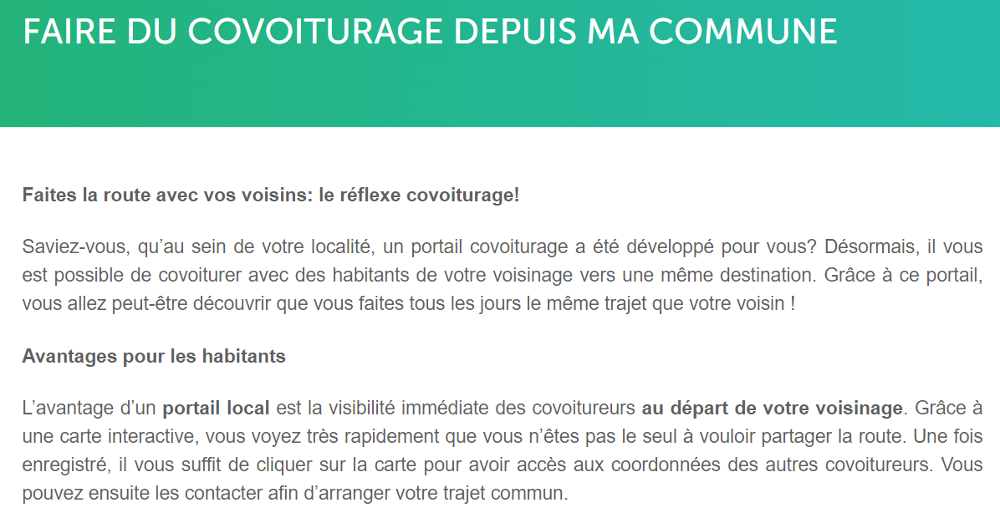 FAIRE DU COVOITURAGE DEPUIS MA COMMUNE
Faites la route avec vos voisins: le réflexe covoiturage!
Saviez-vous, qu’au sein de votre localité, un portail covoiturage a été développé pour vous? Désormais, il vous
est possible de covoiturer avec des habitants de votre voisinage vers une même destination. Grâce à ce portail,
vous allez peut-être découvrir que vous faites tous les jours le même trajet que votre voisin !
Avantages pour les habitants
L’avantage d’un portail local est la visibilité immédiate des covoitureurs au départ de votre voisinage. Grâce à
une carte interactive, vous voyez très rapidement que vous n’êtes pas le seul à vouloir partager la route. Une fois
enregistré, il vous suffit de cliquer sur la carte pour avoir accès aux coordonnées des autres covoitureurs. Vous
pouvez ensuite les contacter afin d’arranger votre trajet commun.